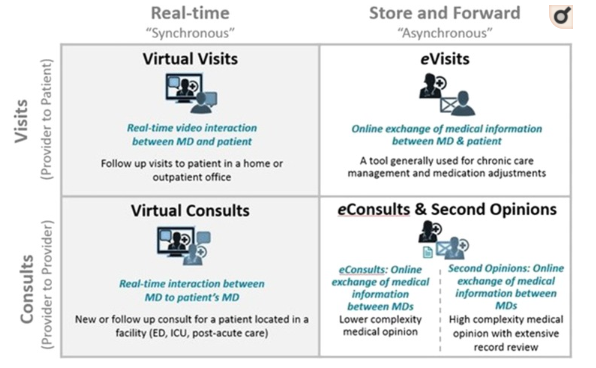 Real-time
"Synchronous"
Store and Forward
"Asynchronous"
Visits
(Provider to Patient)
Virtual Visits
Real-time video interaction
between MD and patient
Follow up visits to patient in a home or
outpatient office
eVisits
Online exchange of medical information
between MD & patient
A tool generally used for chronic care
management and medication adjustments
Consults
(Provider to Provider)
Virtual Consults
Real-time interaction between
MD to patient's MD
New or follow up consult for a patient located in a
facility (ED, ICU, post-acute care)
eConsults & Second Opinions
eConsults: Online
exchange of medical
information
between MDs
Lower complexity
medical opinion
Second Opinions: Online
exchange of medical
information between
MDs
High complexity medical
opinion with extensive
record review